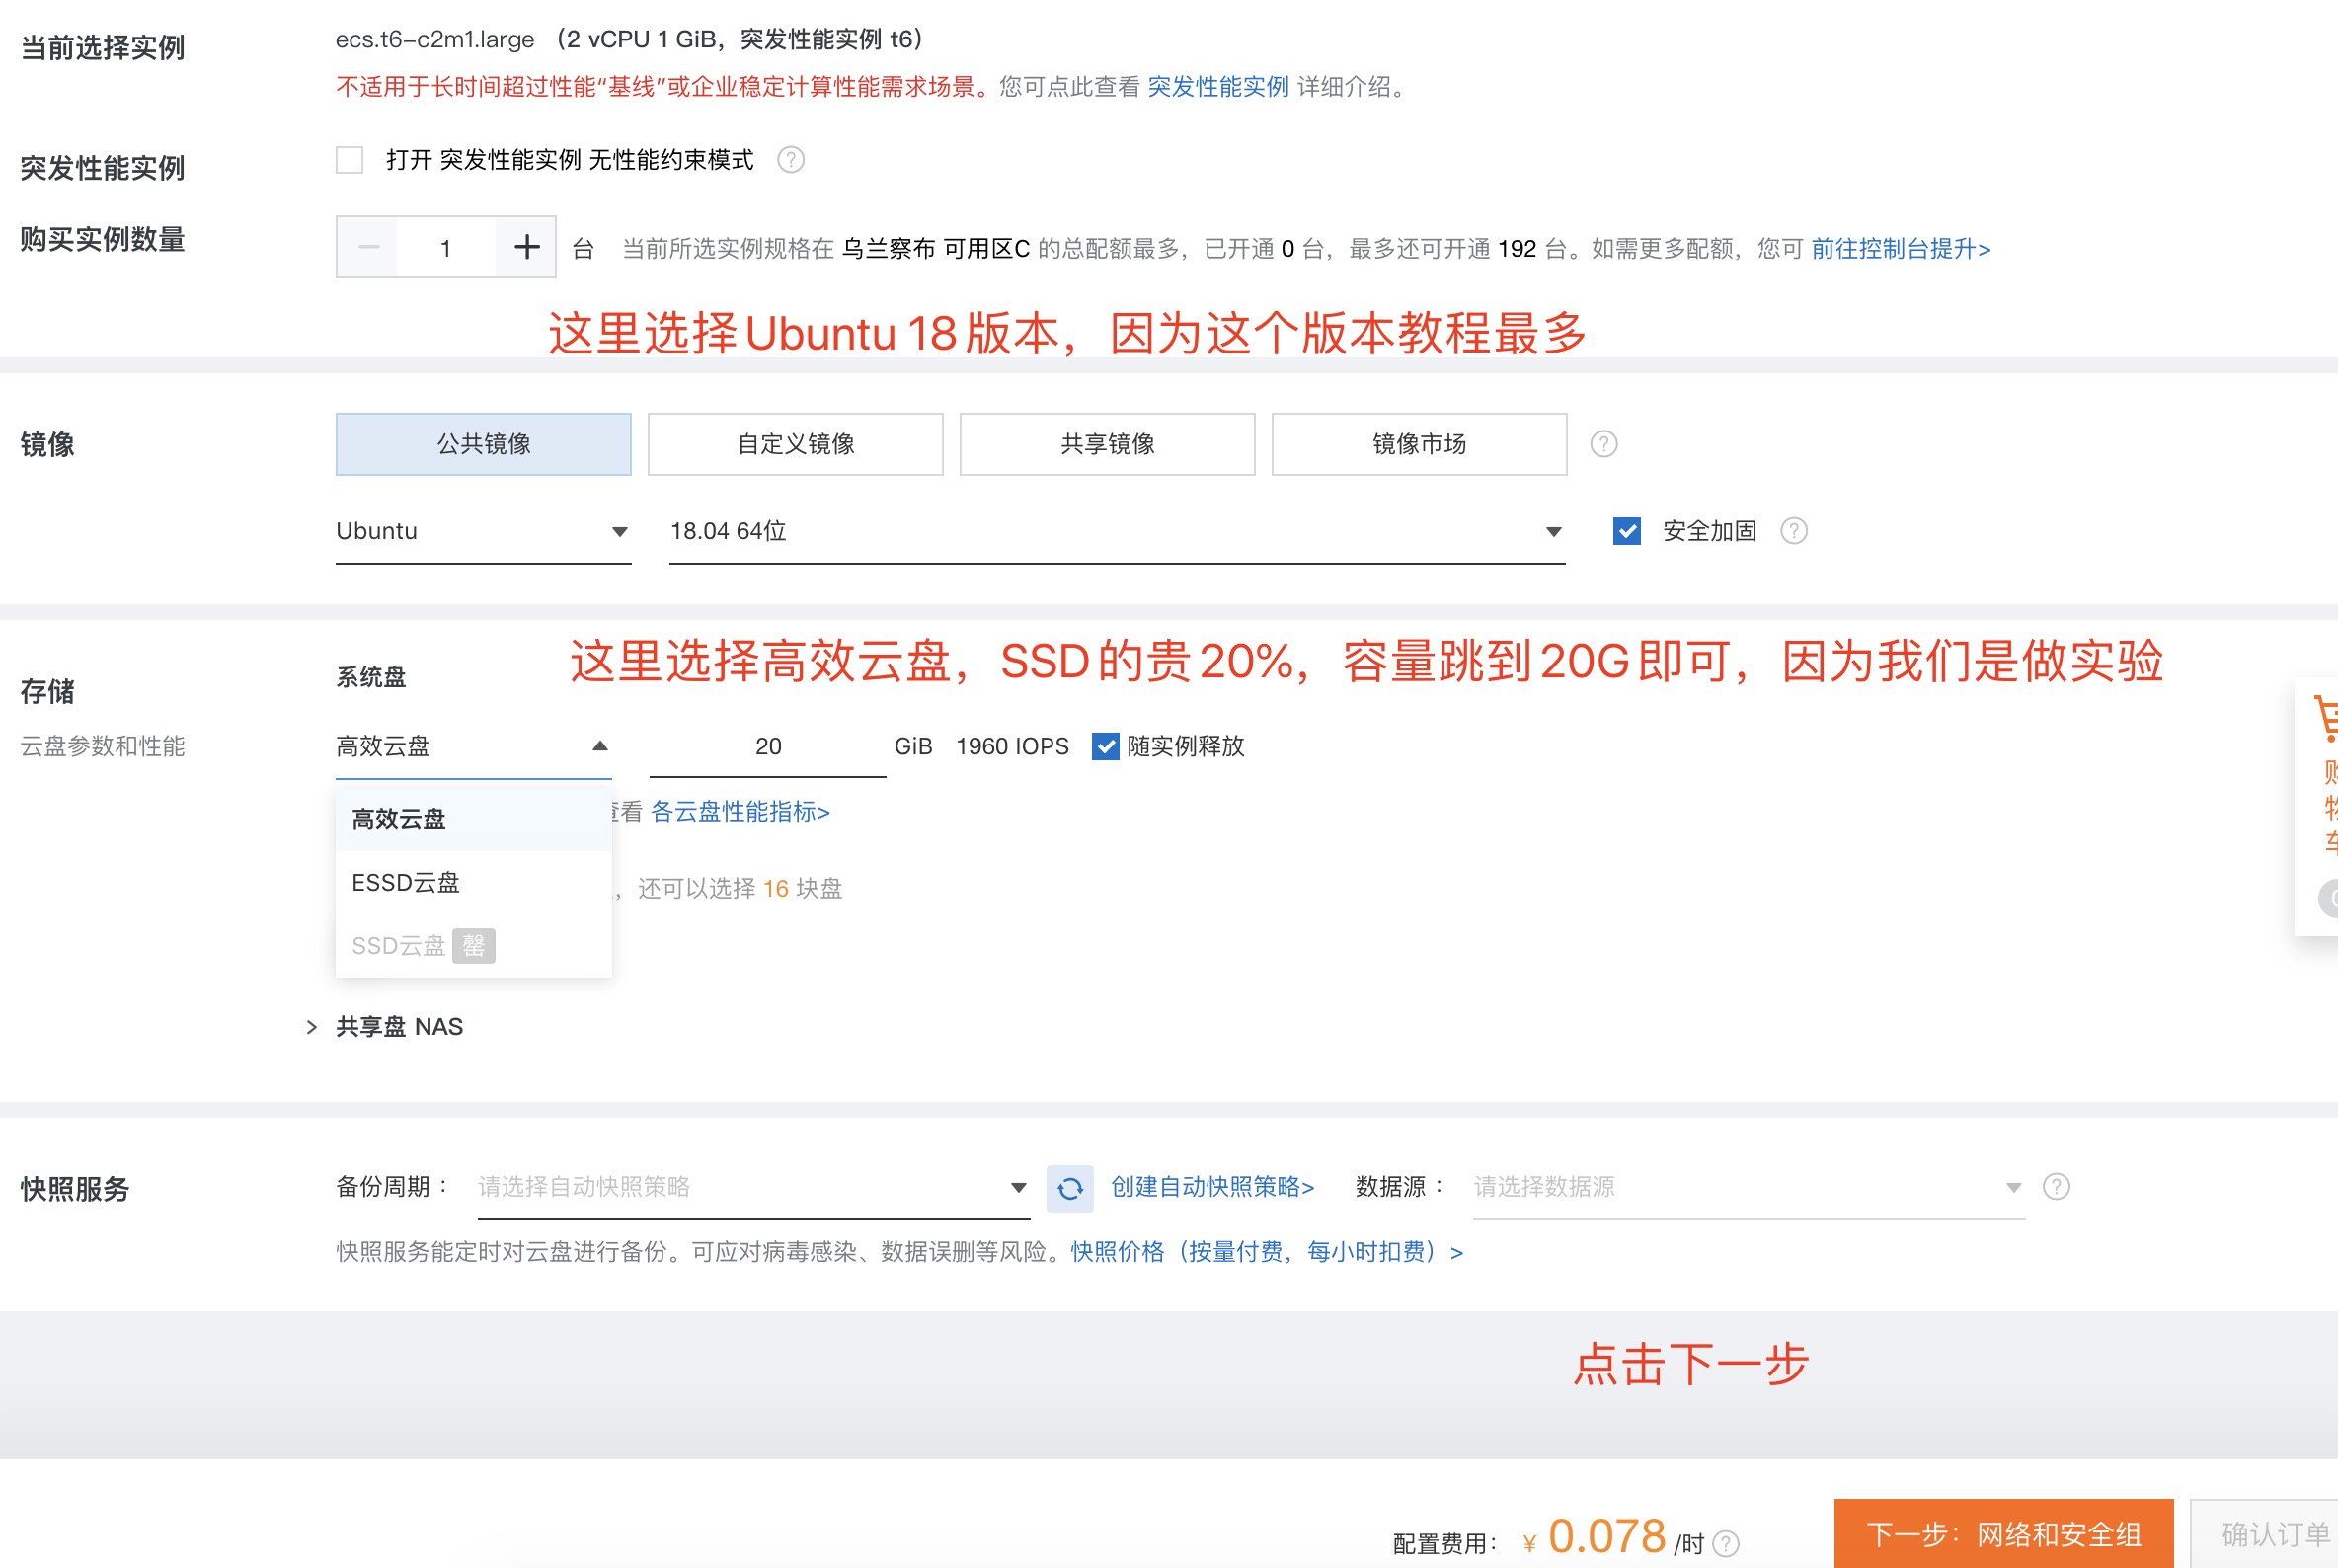 当前选择实例
ecs.t6-c2m1.large （2 vCPU 1 GiB，突发性能实例 t6）
不适用于长时间超过性能“基线”或企业稳定计算性能需求场景。您可点此查看 突发性能实例 详细介绍。
突发性能实例
打开 突发性能实例 无性能约束模式 ?
购买实例数量
1 台 当前所选实例规格在 乌兰察布 可用区C 的总配额最多，已开通 0 台，最多还可开通 192 台。如需更多配额，您可 前往控制台提升>
这里选择Ubuntu 18版本，因为这个版本教程最多
镜像
公共镜像 自定义镜像 共享镜像 镜像市场 ?
Ubuntu 18.04 64位 安全加固 ?
这里选择高效云盘，SSD的贵20%，容量跳到20G即可，因为我们是做实验
存储
系统盘
云盘参数和性能
高效云盘 20 GiB 1960 IOPS 随实例释放
高效云盘
看 各云盘性能指标>
ESSD云盘
，还可以选择 16 块盘
SSD云盘 罄
> 共享盘 NAS
购
物
车
快照服务
备份周期： 请选择自动快照策略 创建自动快照策略> 数据源： 请选择数据源 ?
快照服务能定时对云盘进行备份。可应对病毒感染、数据误删等风险。快照价格（按量付费，每小时扣费）>
点击下一步
配置费用： ¥ 0.078 /时 ? 下一步：网络和安全组 确认订单